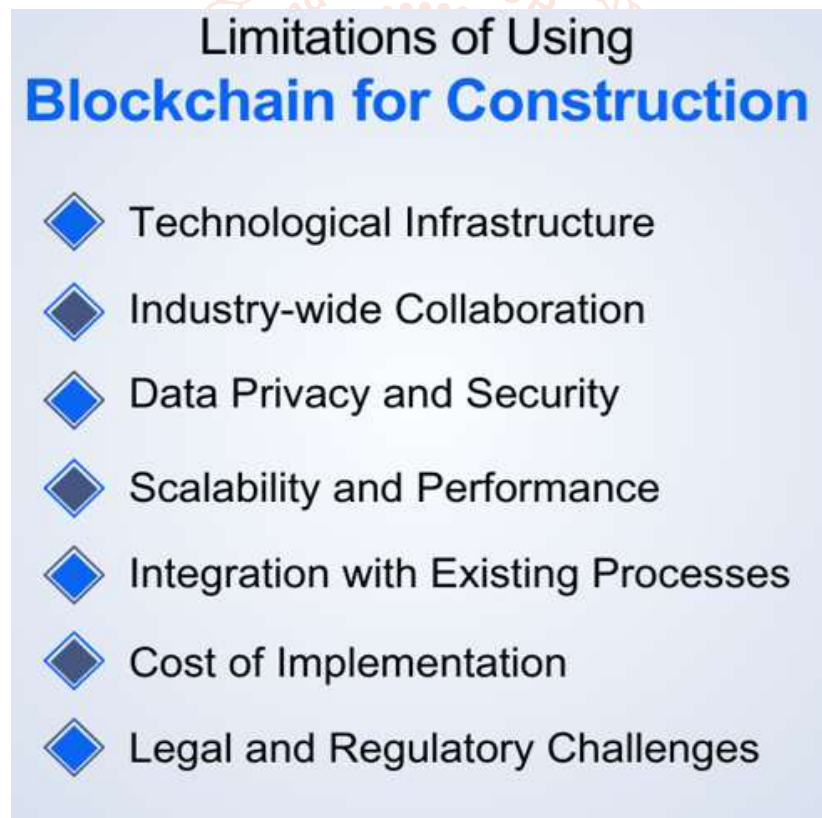 Limitations of Using
Blockchain for Construction
Technological Infrastructure
Industry-wide Collaboration
Data Privacy and Security
Scalability and Performance
Integration with Existing Processes
Cost of Implementation
Legal and Regulatory Challenges